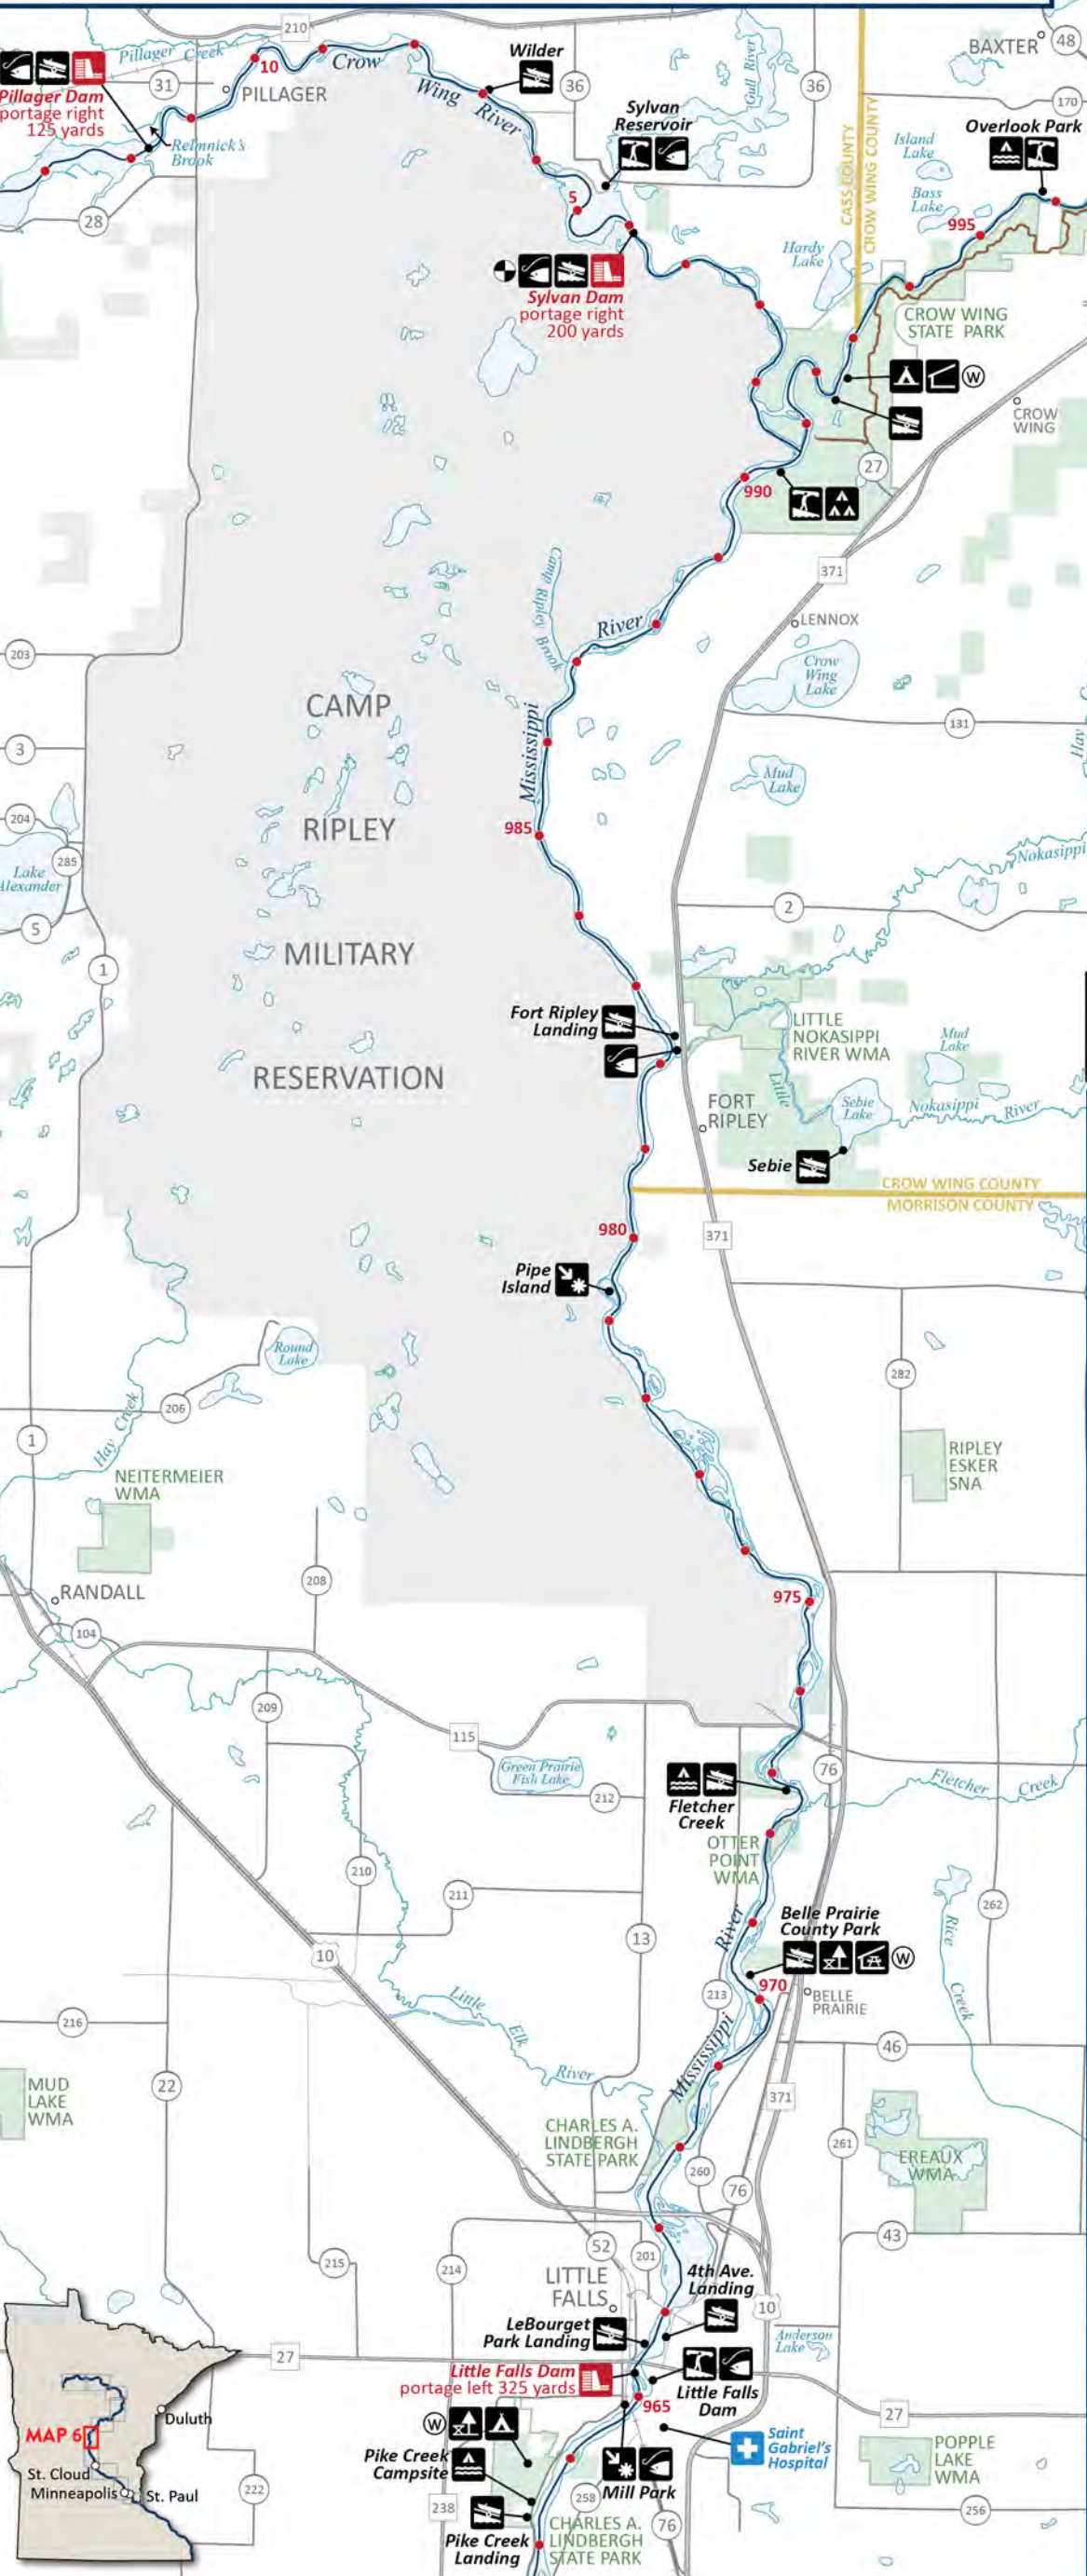 210
BAXTER
48
Pillager Creek
10
Crow
Wing
River
Wilder
36
Gull River
36
31
PILLAGER
170
Pillager Dam
portage right
125 yards
Sylvan
Reservoir
Overlook Park
Island
Lake
Brook
CASS COUNTY
CROW WING COUNTY
Bass
Lake
995
28
5
Hardy
Lake
Sylvan Dam
portage right
200 yards
CROW WING
STATE PARK
W
CROW
WING
27
990
371
Camp Ripley Brook
River
LENNOX
203
Crow
Wing
Lake
CAMP
Mississippi
131
Hay
3
Mud
Lake
204
985
RIPLEY
285
Lake
Alexander
Nokasippi
2
5
MILITARY
1
Fort Ripley
Landing
LITTLE
NOKASIPPI
RIVER WMA
Mud
Lake
RESERVATION
Little
FORT
RIPLEY
Sebie
Lake
Nokasippi River
Sebie
CROW WING COUNTY
MORRISON COUNTY
980
371
Pipe
Island
Round
Lake
282
206
Hay Creek
1
RIPLEY
ESKER
SNA
NEITERMEIER
WMA
208
RANDALL
975
104
209
115
Green Prairie
Fish Lake
76
Fletcher Creek
212
Fletcher
Creek
OTTER
POINT
WMA
210
211
262
13
River
Belle Prairie
County Park
W
Rice
Creek
10
970
213
BELLE
PRAIRIE
Little
Elk
River
216
Mississippi
46
MUD
LAKE
WMA
22
371
CHARLES A.
LINDBERGH
STATE PARK
261
EREAUX
WMA
260
76
43
52
201
215
214
LITTLE
FALLS
4th Ave.
Landing
10
LeBourget
Park Landing
Anderson
Lake
27
Little Falls Dam
portage left 325 yards
Little Falls
Dam
965
27
Duluth
MAP 6
W
Saint
Gabriel's
Hospital
POPPLE
LAKE
WMA
Pike Creek
Campsite
St. Cloud
Minneapolis
St. Paul
222
238
258
Mill Park
256
76
Pike Creek
Landing
CHARLES A.
LINDBERGH
STATE PARK